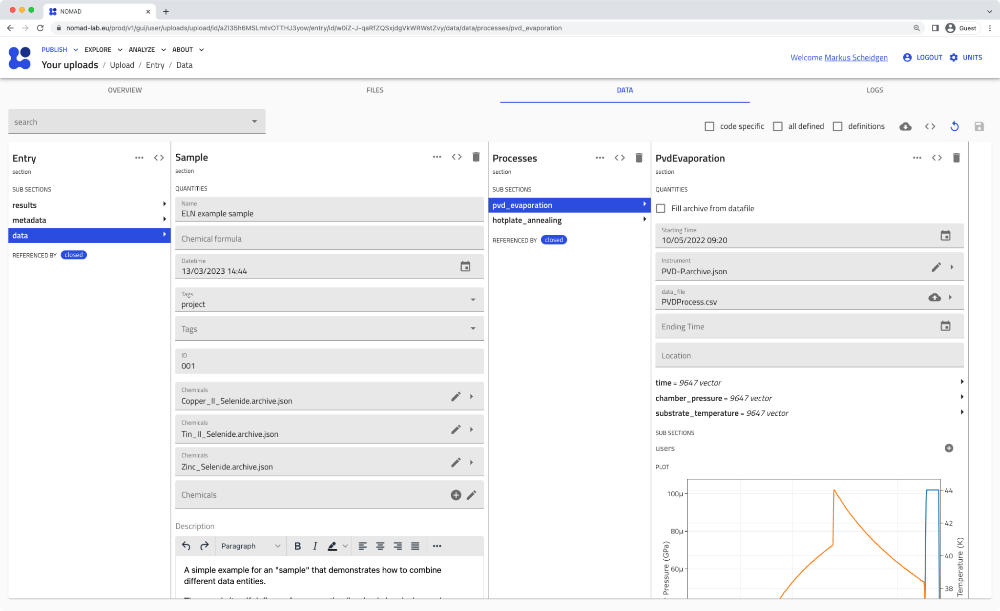 NOMAD
nomad-lab.eu/prod/v1/gui/user/uploads/upload/id/aZl35h6MSLmtvOTTHJ3yow/entry/id/w0iZ-J-qaRfZQSxjdgVkWRWstZvy/data/data/processes/pvd_evaporation
Guest
PUBLISH EXPLORE ANALYZE ABOUT
Your uploads / Upload / Entry / Data
Welcome Markus Scheidgen
LOGOUT
UNITS
OVERVIEW
FILES
DATA
LOGS
search
code specific
all defined
definitions
Entry
section
SUB SECTIONS
results
metadata
data
REFERENCED BY closed
Sample
section
QUANTITIES
Name
ELN example sample
Chemical formula
Datetime
13/03/2023 14:44
Tags
project
Tags
ID
001
Chemicals
Copper_II_Selenide.archive.json
Chemicals
Tin_II_Selenide.archive.json
Chemicals
Zinc_Selenide.archive.json
Chemicals
Description
Paragraph
B I
A simple example for an "sample" that demonstrates how to combine
different data entities.
Processes
section
SUB SECTIONS
pvd_evaporation
hotplate_annealing
REFERENCED BY closed
PvdEvaporation
section
QUANTITIES
Fill archive from datafile
Starting Time
10/05/2022 09:20
Instrument
PVD-P.archive.json
data_file
PVDProcess.csv
Ending Time
Location
time = 9647 vector
chamber_pressure = 9647 vector
substrate_temperature = 9647 vector
SUB SECTIONS
users
PLOT
100μ
80μ
60μ
Pressure (GPa)
44
42
40
38
Temperature (K)